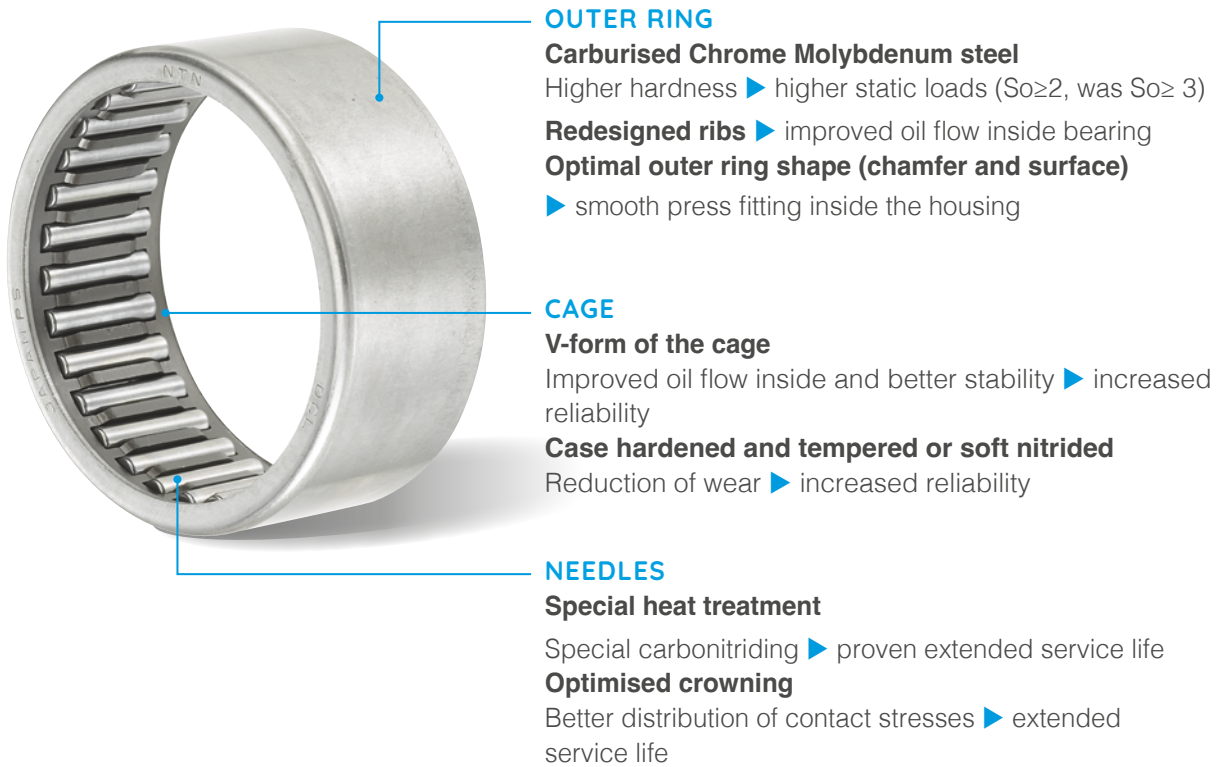 OUTER RING
Carburised Chrome Molybdenum steel
Higher hardness ▶ higher static loads (So≥2, was So≥ 3)
Redesigned ribs ▶ improved oil flow inside bearing
Optimal outer ring shape (chamfer and surface)
▶ smooth press fitting inside the housing
NTN
CAGE
V-form of the cage
Improved oil flow inside and better stability ▶ increased
reliability
Case hardened and tempered or soft nitrided
Reduction of wear ▶ increased reliability
NEEDLES
Special heat treatment
Special carbonitriding ▶ proven extended service life
Optimised crowning
Better distribution of contact stresses ▶ extended
service life